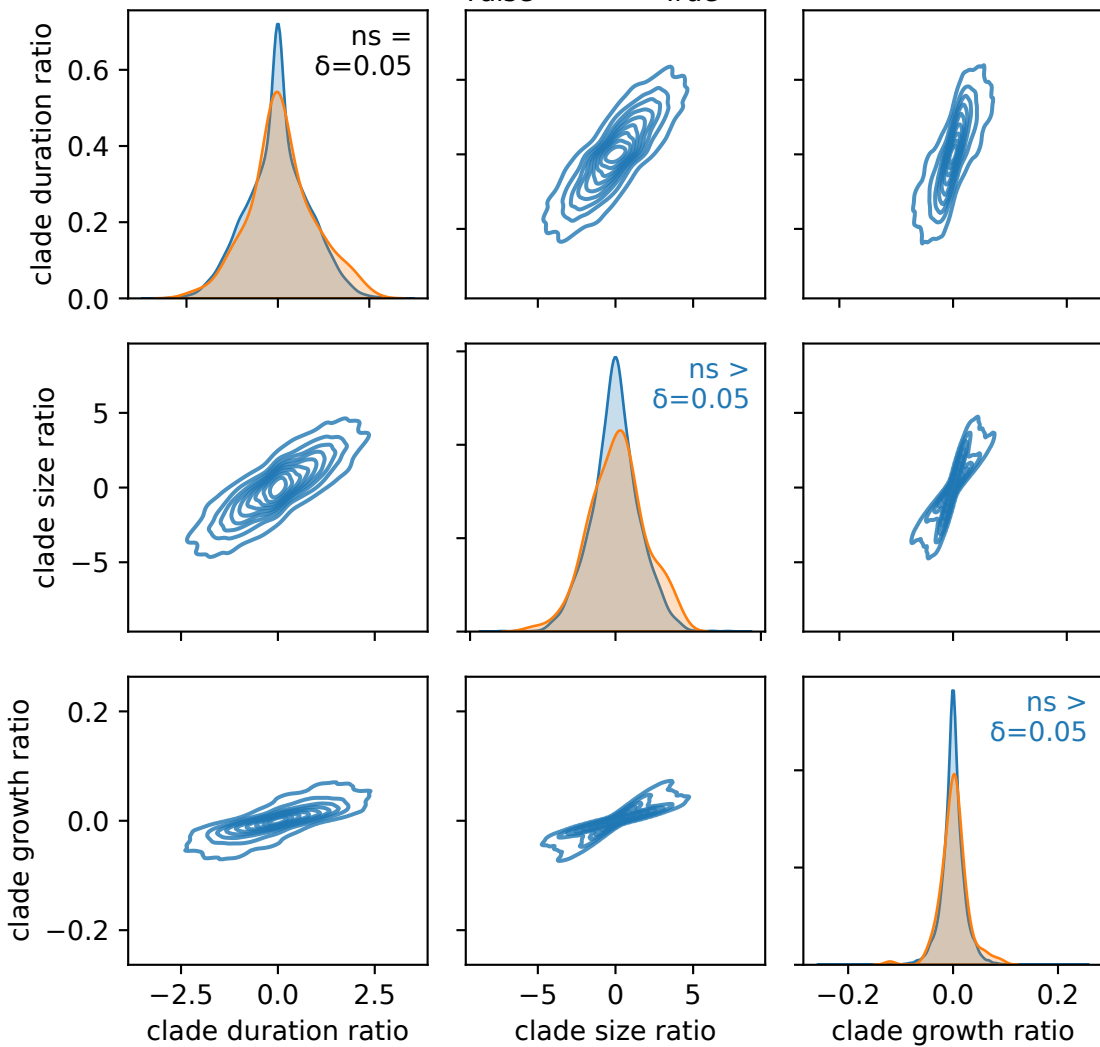 clade duration ratio
0.6
0.4
0.2
0.0
ns =
δ=0.05
clade size ratio
5
0
−5
ns >
δ=0.05
clade growth ratio
0.2
0.0
−0.2
ns >
δ=0.05
−2.5 0.0 2.5
−5 0 5
−0.2 0.0 0.2
clade duration ratio
clade size ratio
clade growth ratio